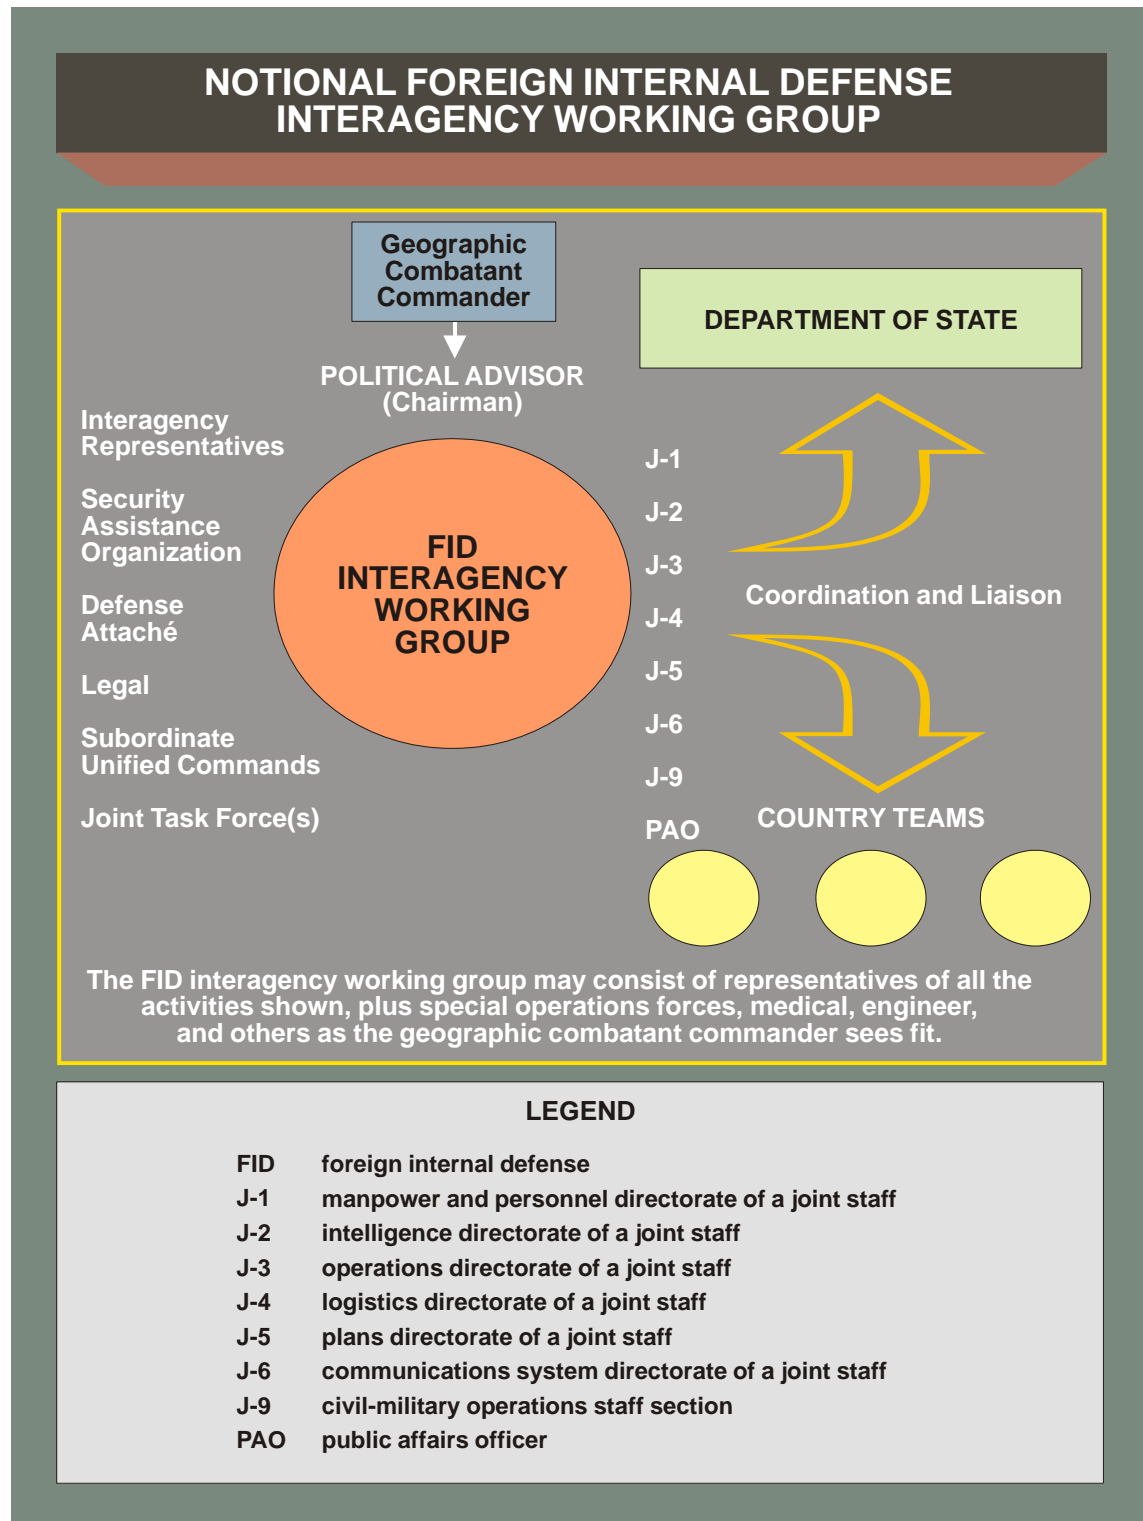 NOTIONAL FOREIGN INTERNAL DEFENSE
INTERAGENCY WORKING GROUP
Geographic
Combatant
Commander
DEPARTMENT OF STATE
POLITICAL ADVISOR
(Chairman)
Interagency
Representatives
Security
Assistance
Organization
Defense
Attaché
Legal
Subordinate
Unified Commands
Joint Task Force(s)
FID
INTERAGENCY
WORKING
GROUP
J-1
J-2
J-3
J-4
J-5
J-6
J-9
PAO
Coordination and Liaison
COUNTRY TEAMS
The FID interagency working group may consist of representatives of all the
activities shown, plus special operations forces, medical, engineer,
and others as the geographic combatant commander sees fit.
LEGEND
FID foreign internal defense
J-1 manpower and personnel directorate of a joint staff
J-2 intelligence directorate of a joint staff
J-3 operations directorate of a joint staff
J-4 logistics directorate of a joint staff
J-5 plans directorate of a joint staff
J-6 communications system directorate of a joint staff
J-9 civil-military operations staff section
PAO public affairs officer